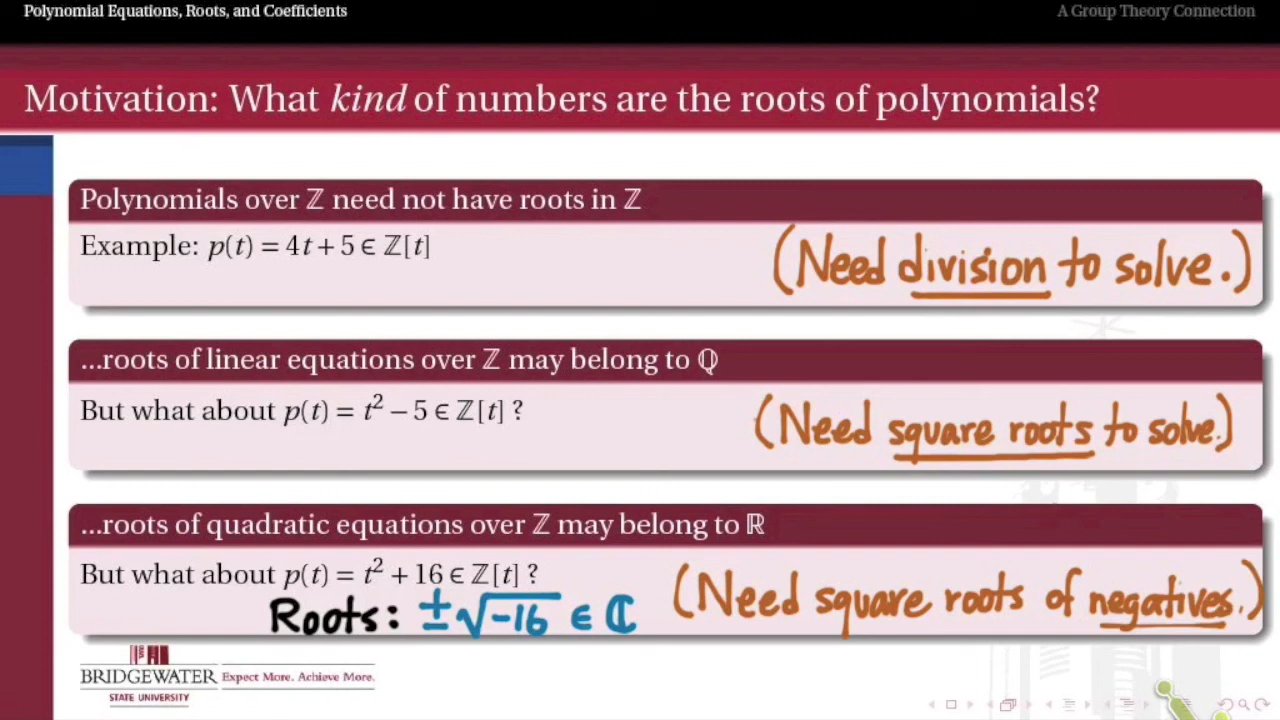 Polynomial Equations, Roots, and Coefficients
A Group Theory Connection
Motivation: What kind of numbers are the roots of polynomials?
Polynomials over ℤ need not have roots in ℤ
Example: p(t) = 4t + 5 ∈ ℤ[t]
(Need division to solve.)
...roots of linear equations over ℤ may belong to ℚ
But what about p(t) = t² − 5 ∈ ℤ[t] ?
(Need square roots to solve.)
...roots of quadratic equations over ℤ may belong to ℝ
But what about p(t) = t² + 16 ∈ ℤ[t] ?
(Need square roots of negatives.)
Roots: ±√−16 ∈ ℂ
BRIDGEWATER
STATE UNIVERSITY
Expect More. Achieve More.